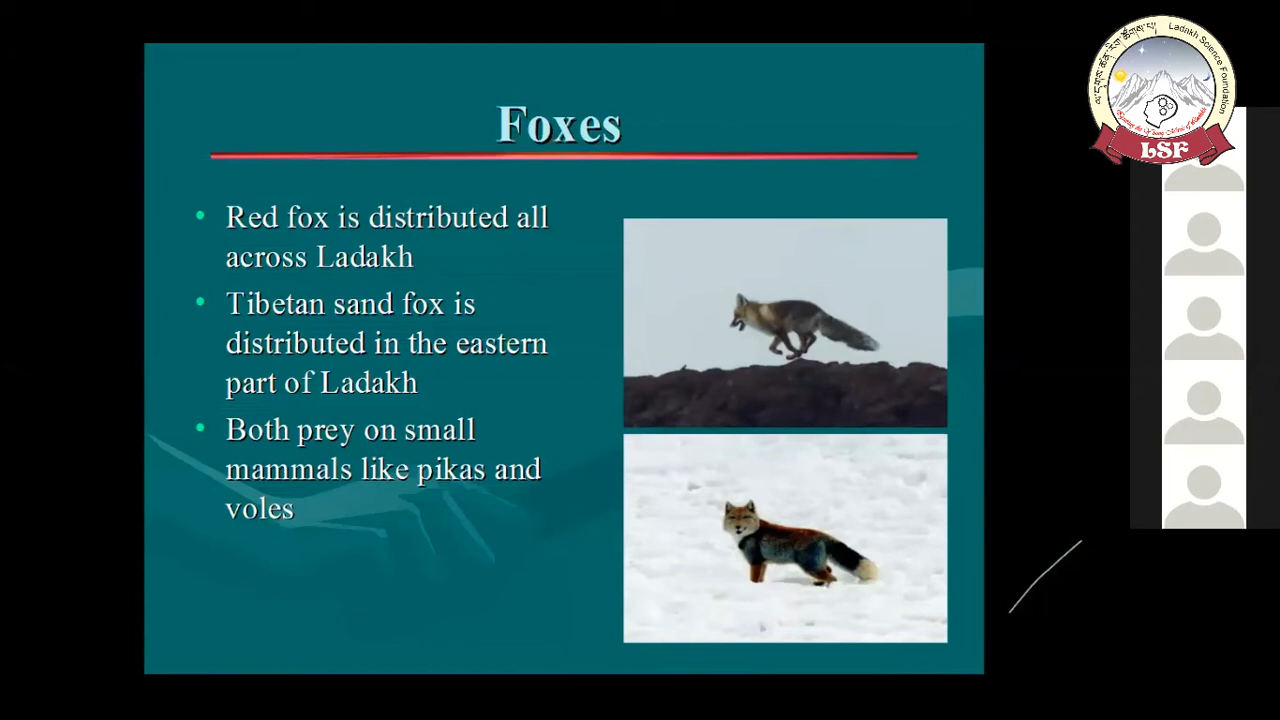 Foxes
• Red fox is distributed all
across Ladakh
• Tibetan sand fox is
distributed in the eastern
part of Ladakh
• Both prey on small
mammals like pikas and
voles
Ladakh Science Foundation
LSF